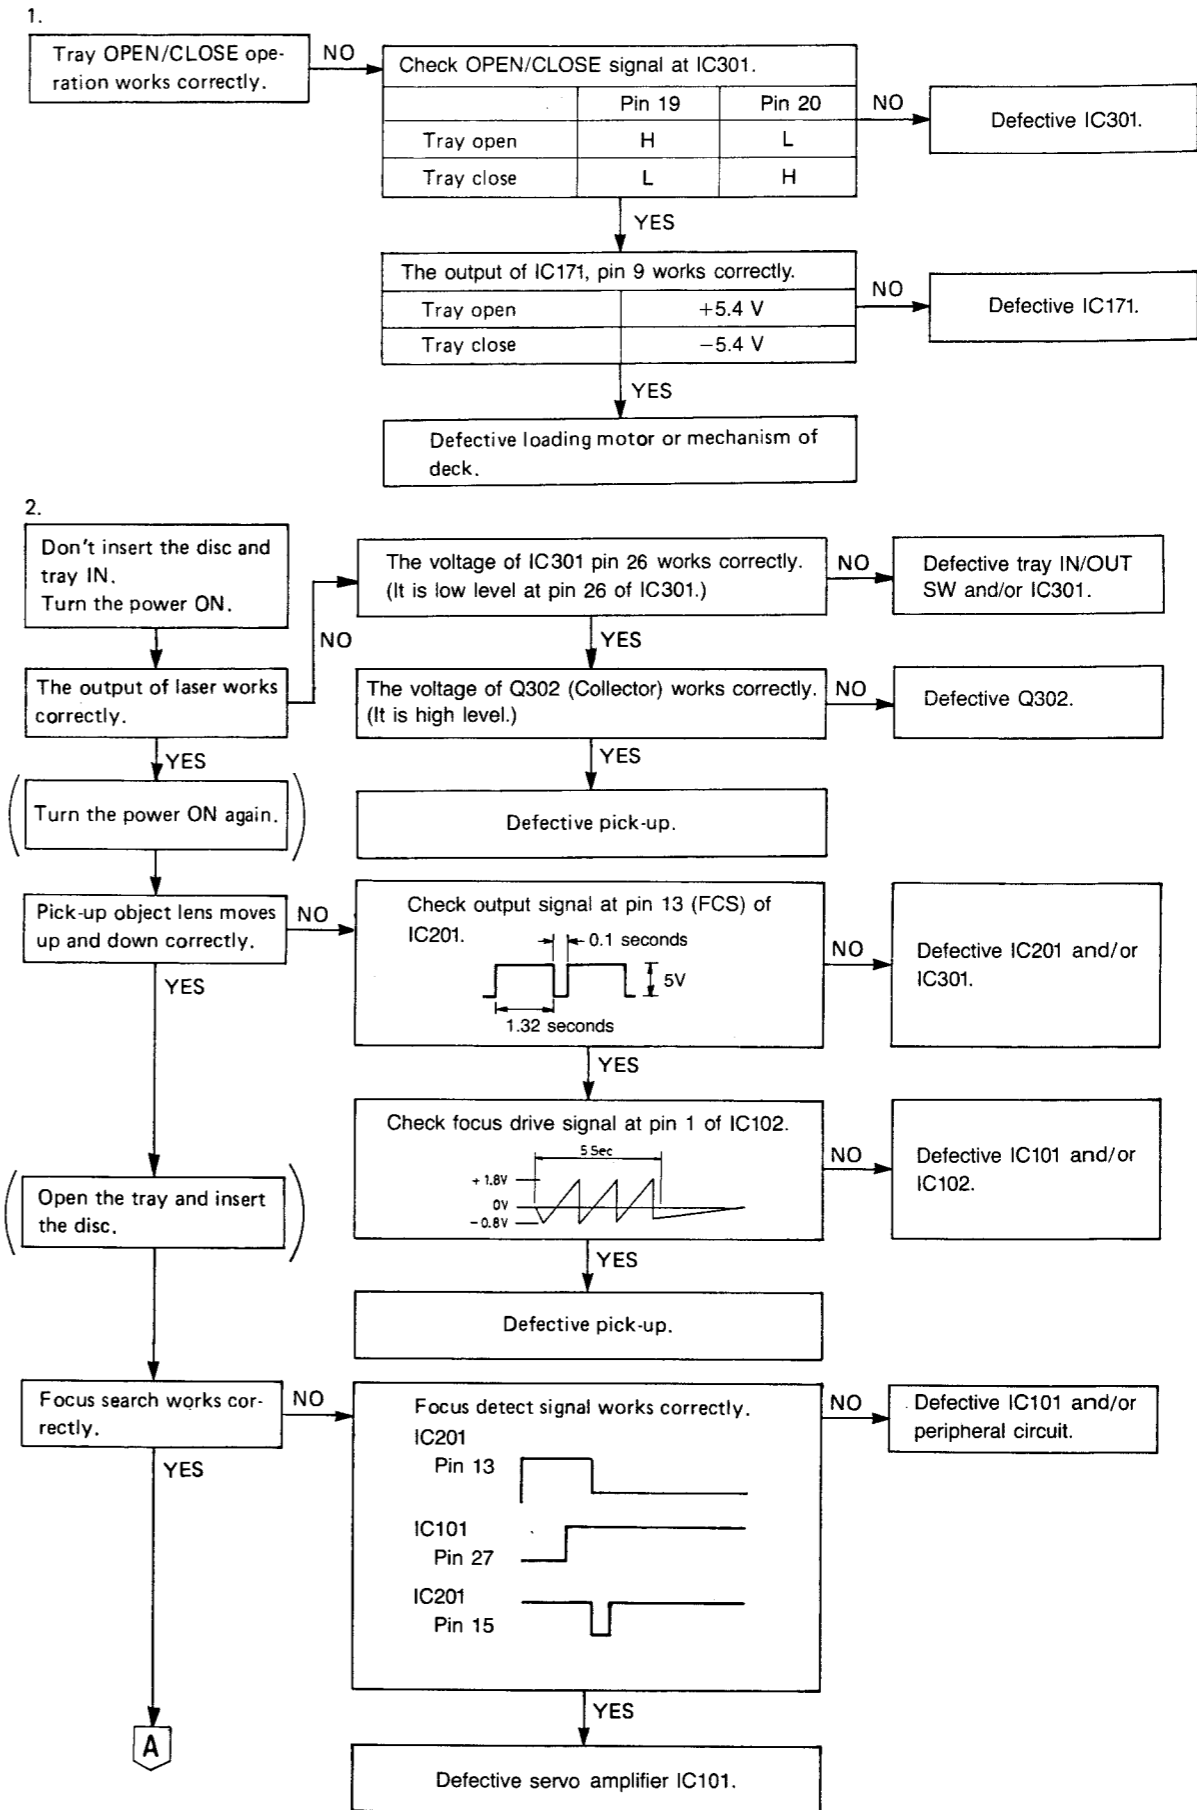 1.
Tray OPEN/CLOSE ope-
ration works correctly.
NO
Check OPEN/CLOSE signal at IC301.
Pin 19 Pin 20
Tray open H L
Tray close L H
NO
Defective IC301.
YES
The output of IC171, pin 9 works correctly.
Tray open +5.4 V
Tray close −5.4 V
NO
Defective IC171.
YES
Defective loading motor or mechanism of
deck.
2.
Don't insert the disc and
tray IN.
Turn the power ON.
The output of laser works
correctly.
NO
The voltage of IC301 pin 26 works correctly.
(It is low level at pin 26 of IC301.)
NO
Defective tray IN/OUT
SW and/or IC301.
YES
The voltage of Q302 (Collector) works correctly.
(It is high level.)
NO
Defective Q302.
YES
Defective pick-up.
YES
Turn the power ON again.
Pick-up object lens moves
up and down correctly.
NO
Check output signal at pin 13 (FCS) of
IC201.
0.1 seconds
5V
1.32 seconds
NO
Defective IC201 and/or
IC301.
YES
Check focus drive signal at pin 1 of IC102.
5 Sec
+1.8V
0V
−0.8V
NO
Defective IC101 and/or
IC102.
YES
Defective pick-up.
YES
Open the tray and insert
the disc.
Focus search works cor-
rectly.
NO
Focus detect signal works correctly.
IC201
Pin 13
IC101
Pin 27
IC201
Pin 15
NO
Defective IC101 and/or
peripheral circuit.
YES
Defective servo amplifier IC101.
YES
A